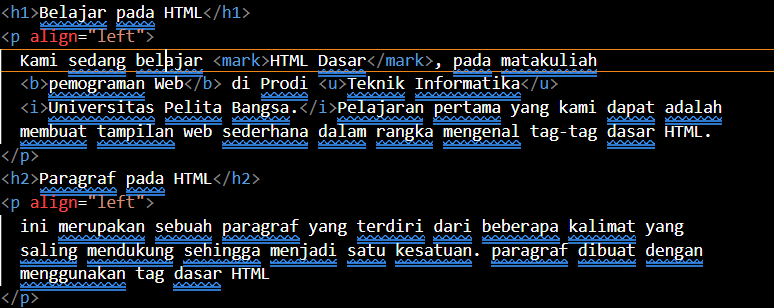 <h1>Belajar pada HTML</h1>
<p align="left">
Kami sedang belajar <mark>HTML Dasar</mark>, pada matakuliah
<b>pemograman Web</b> di Prodi <u>Teknik Informatika</u>
<i>Universitas Pelita Bangsa.</i>Pelajaran pertama yang kami dapat adalah
membuat tampilan web sederhana dalam rangka mengenal tag-tag dasar HTML.
</p>
<h2>Paragraf pada HTML</h2>
<p align="left">
ini merupakan sebuah paragraf yang terdiri dari beberapa kalimat yang
saling mendukung sehingga menjadi satu kesatuan. paragraf dibuat dengan
menggunakan tag dasar HTML
</p>